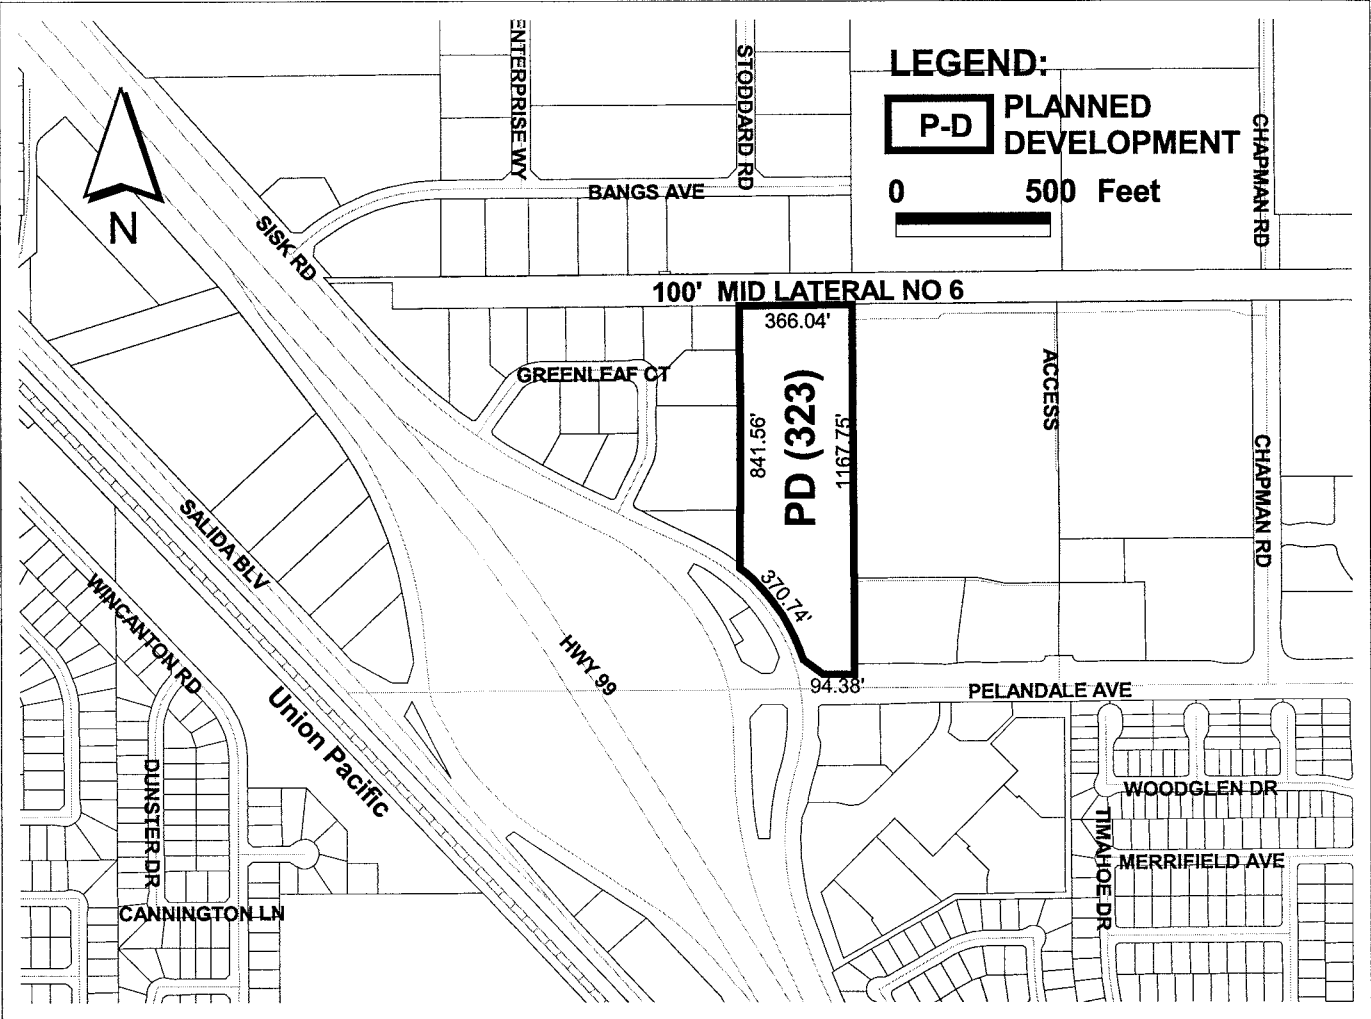 LEGEND:
P-D
PLANNED
DEVELOPMENT
0 500 Feet
N
ENTERPRISE WY
STODDARD RD
CHAPMAN RD
BANGS AVE
SISK RD
100' MID LATERAL NO 6
366.04'
GREENLEAF CT
841.56'
PD (323)
1167.75'
ACCESS
CHAPMAN RD
SALIDA BLV
370.74'
WINCANTON RD
HWY 99
94.38'
PELANDALE AVE
Union Pacific
DUNSTER DR
WOODGLEN DR
TIMAHOE DR
MERRIFIELD AVE
CANNINGTON LN